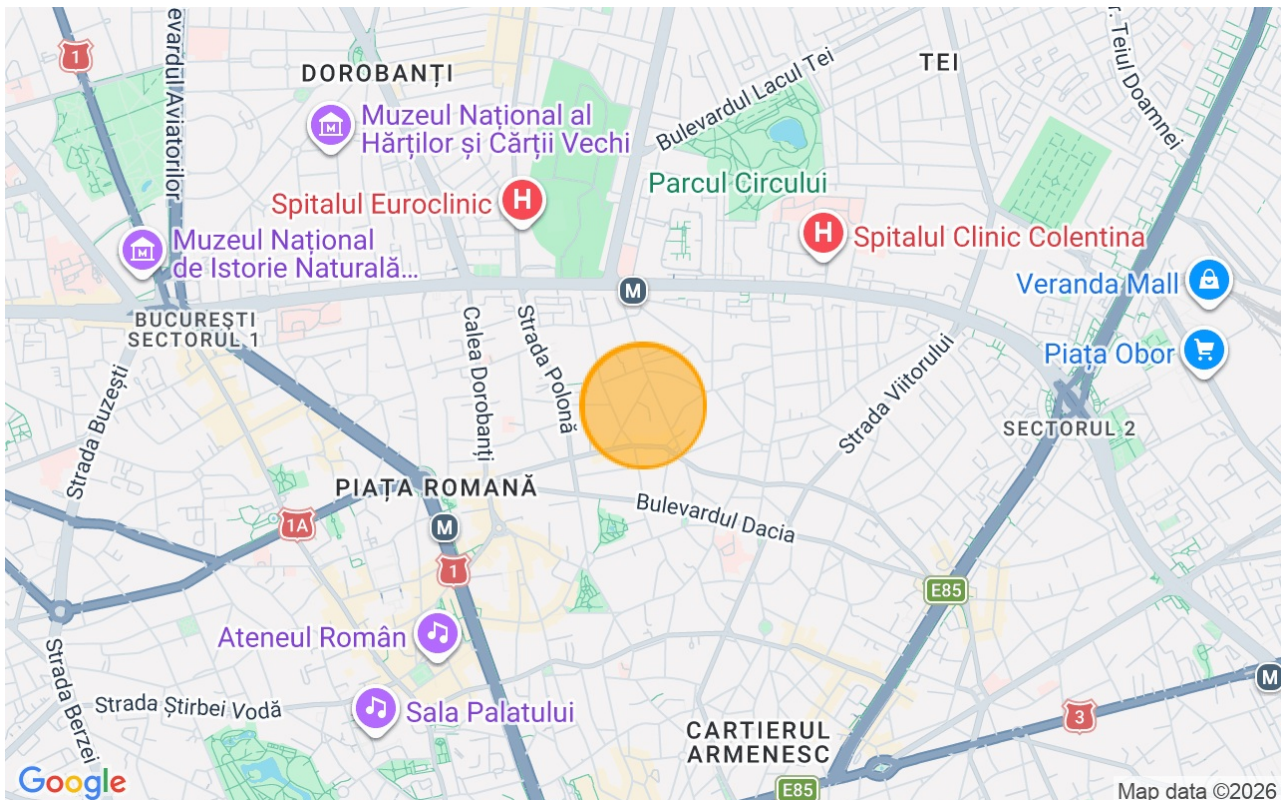 evardul Aviatorilor
1
DOROBANȚI
TEI
. Teiul Doamnei
Muzeul Național al
Hărților și Cărții Vechi
Bulevardul Lacul Tei
Spitalul Euroclinic
H
Parcul Circului
H
Spitalul Clinic Colentina
Muzeul Național
de Istorie Naturală...
Veranda Mall
M
BUCUREȘTI
SECTORUL 1
Calea Dorobanți
Strada Polonă
Strada Viitorului
Piața Obor
Strada Buzești
SECTORUL 2
PIAȚA ROMANĂ
1A
M
Bulevardul Dacia
1
E85
Ateneul Român
Strada Berzei
Strada Știrbei Vodă
Sala Palatului
M
3
CARTIERUL
ARMENESC
Google
E85
Map data ©2026